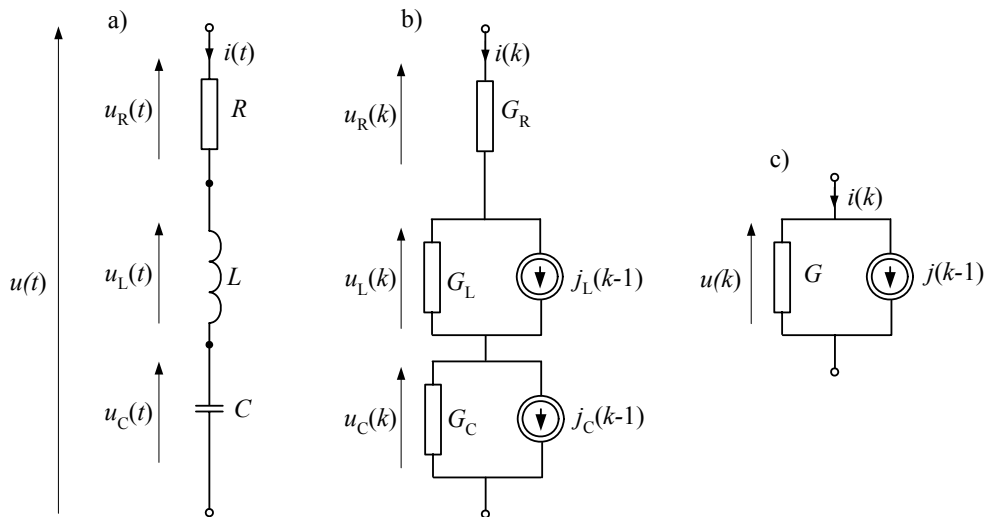 a)
i(t)
u_R(t)
R
u(t)
u_L(t)
L
u_C(t)
C
b)
i(k)
u_R(k)
G_R
u_L(k)
G_L
j_L(k-1)
u_C(k)
G_C
j_C(k-1)
c)
i(k)
u(k)
G
j(k-1)